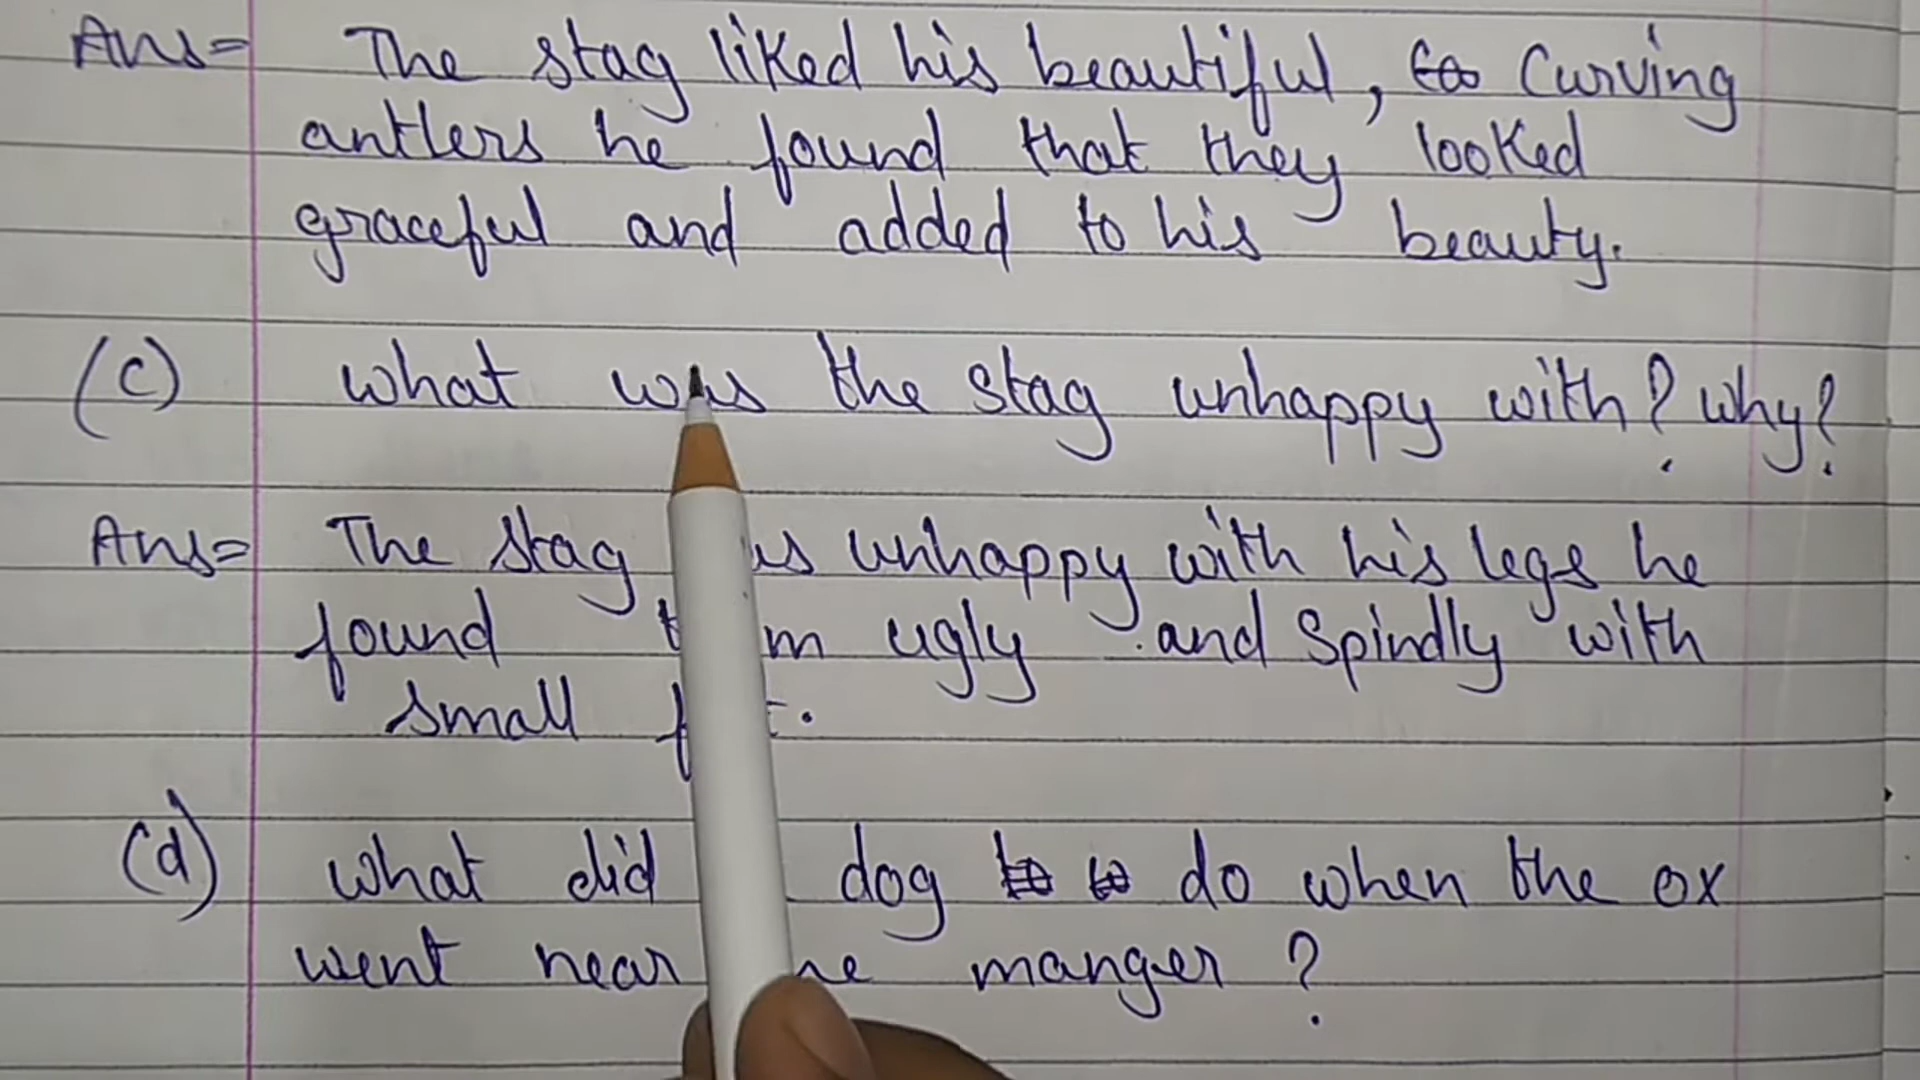 Ans= The stag liked his beautiful, curving
antlers he found that they looked
graceful and added to his beauty.
(c) what was the stag unhappy with? why?
Ans= The stag unhappy with his legs he
found ugly and spindly with
small
(d) what did dog do when the ox
went near manger?